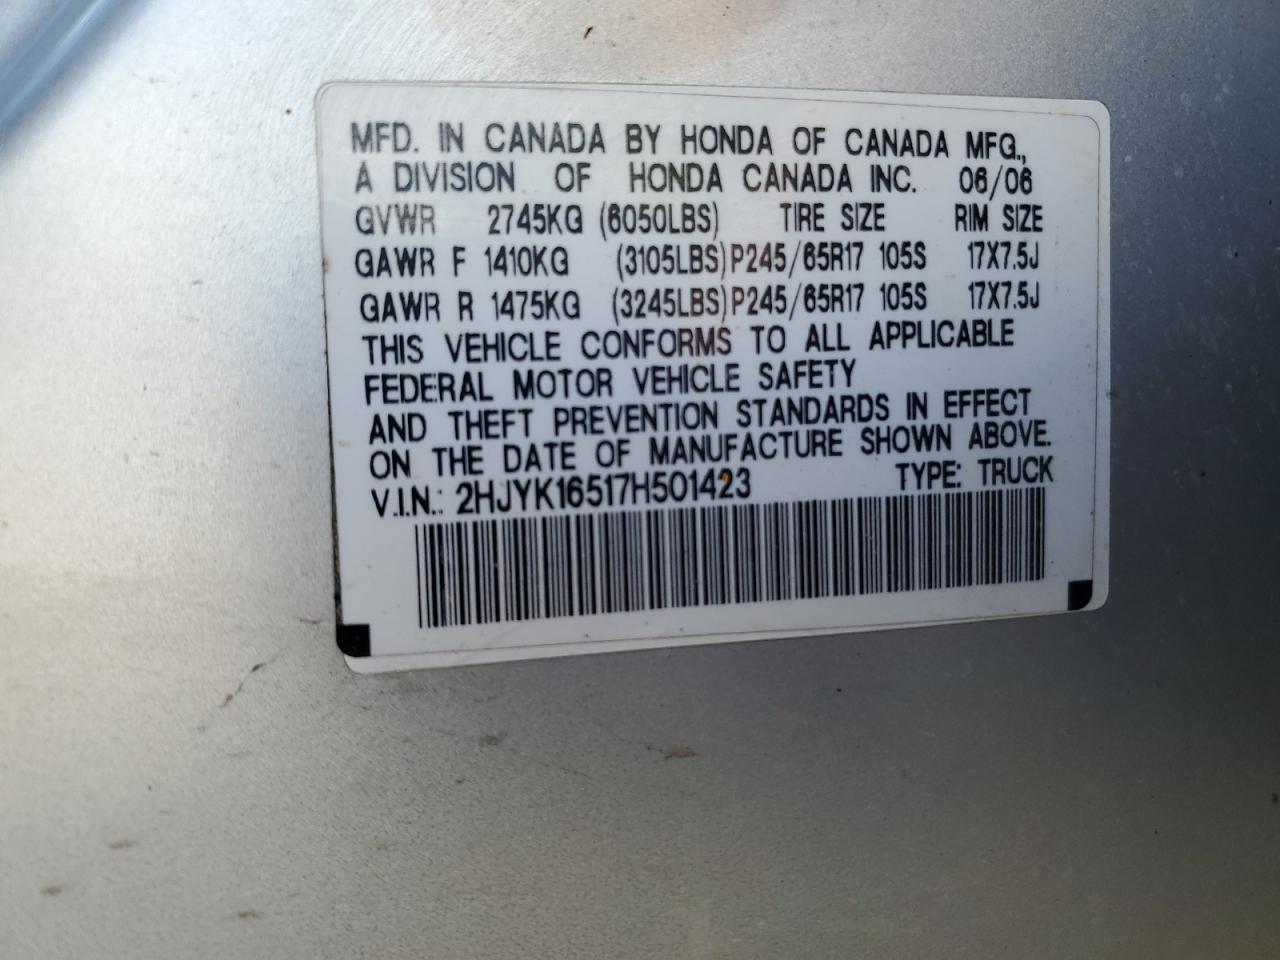 MFD. IN CANADA BY HONDA OF CANADA MFG.,
A DIVISION OF HONDA CANADA INC. 06/06
GVWR 2745KG (6050LBS) TIRE SIZE RIM SIZE
GAWR F 1410KG (3105LBS) P245/65R17 105S 17X7.5J
GAWR R 1475KG (3245LBS) P245/65R17 105S 17X7.5J
THIS VEHICLE CONFORMS TO ALL APPLICABLE
FEDERAL MOTOR VEHICLE SAFETY
AND THEFT PREVENTION STANDARDS IN EFFECT
ON THE DATE OF MANUFACTURE SHOWN ABOVE.
V.I.N.: 2HJYK16517H501423 TYPE: TRUCK